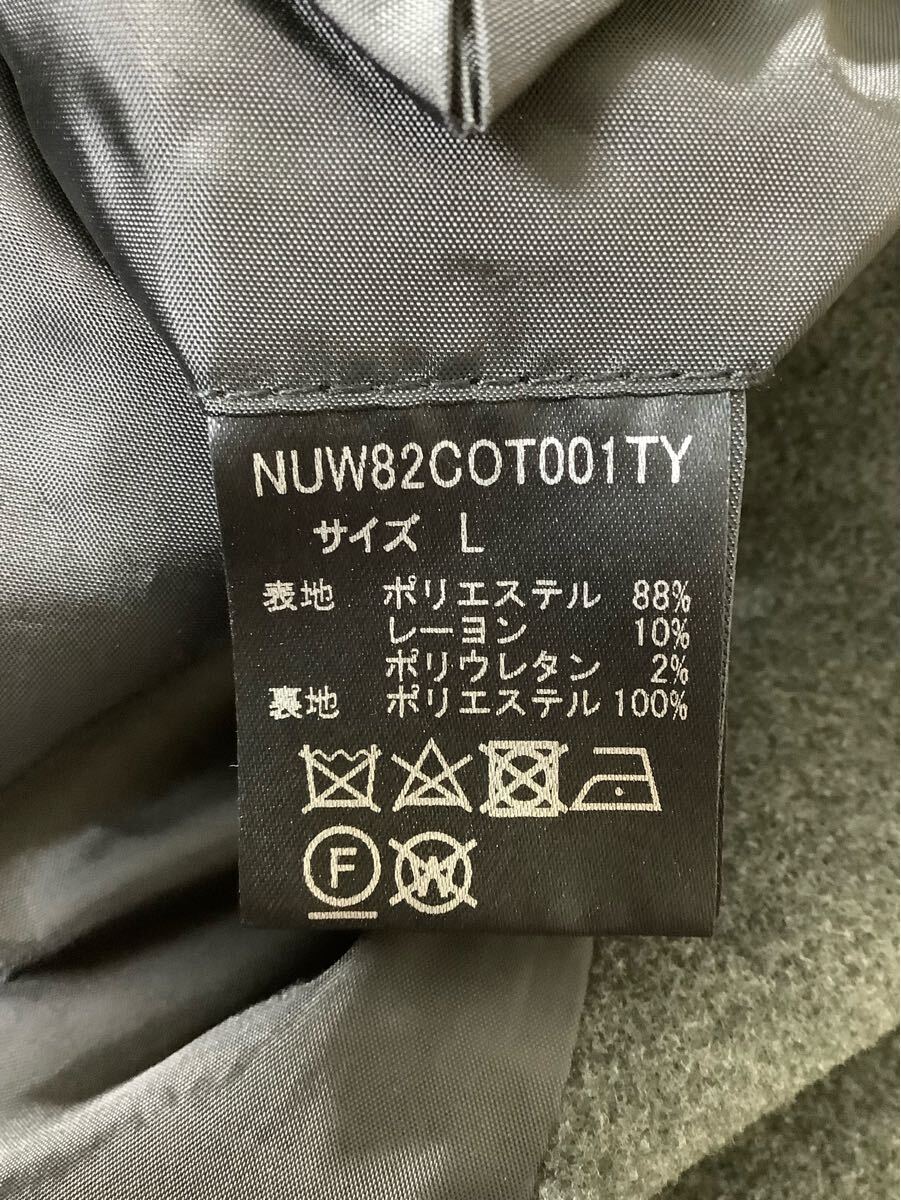 NUW82COT001TY
サイズ L
表地 ポリエステル 88%
レーヨン 10%
ポリウレタン 2%
裏地 ポリエステル 100%
F W